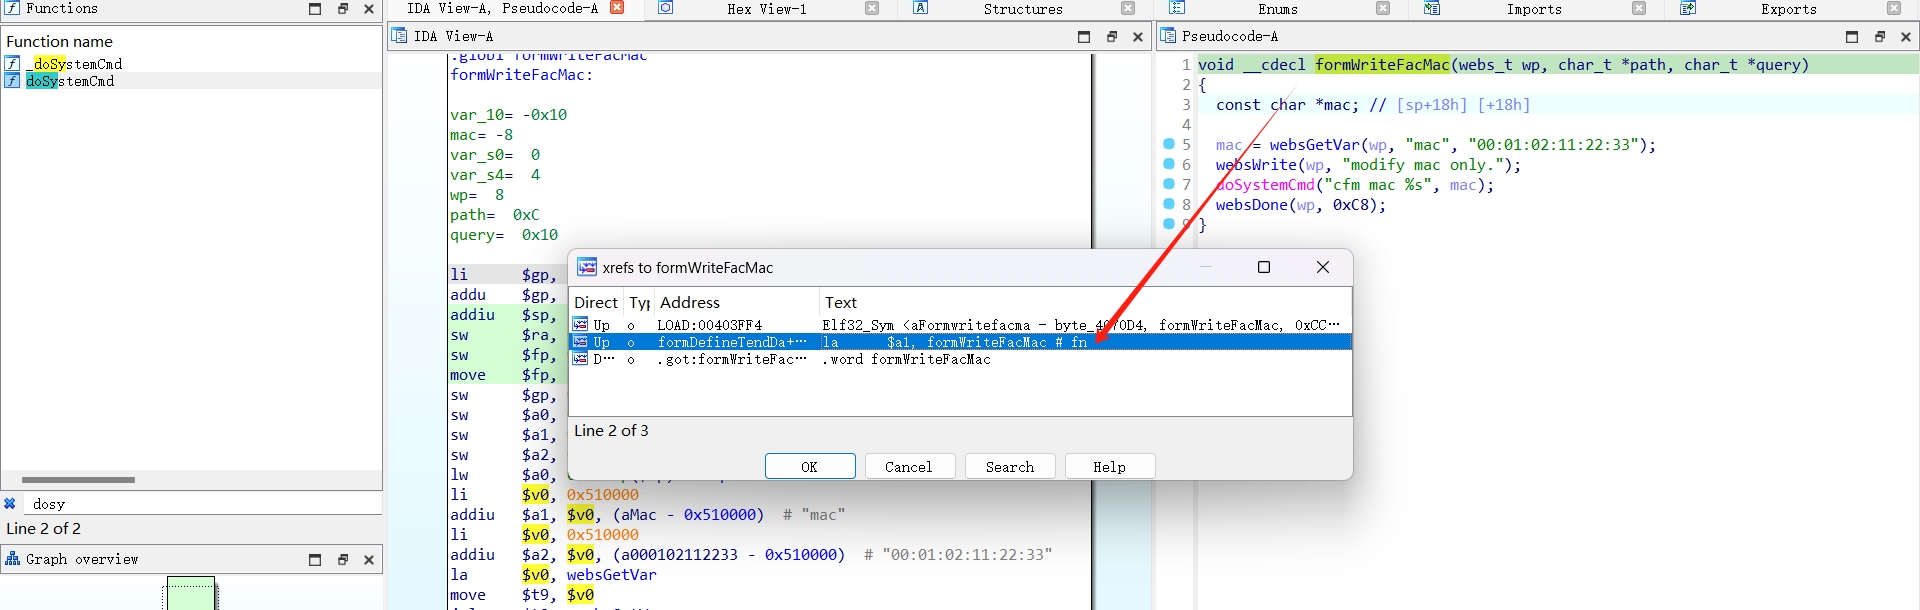 Functions
Function name
_doSystemCmd
doSystemCmd
dosy
Line 2 of 2
Graph overview
IDA View-A, Pseudocode-A
Hex View-1
Structures
Enums
Imports
Exports
IDA View-A
.globl formWriteFacMac
formWriteFacMac:
var_10= -0x10
mac= -8
var_s0=  0
var_s4=  4
wp=  8
path=  0xC
query=  0x10
li $gp,
addu $gp,
addiu $sp,
sw $ra,
sw $fp,
move $fp,
sw $gp,
sw $a0,
sw $a1,
sw $a2,
lw $a0,
li $v0, 0x510000
addiu $a1, $v0, (aMac - 0x510000)  # "mac"
li $v0, 0x510000
addiu $a2, $v0, (a000102112233 - 0x510000)  # "00:01:02:11:22:33"
la $v0, websGetVar
move $t9, $v0
Pseudocode-A
1 void __cdecl formWriteFacMac(webs_t wp, char_t *path, char_t *query)
2 {
3 const char *mac; // [sp+18h] [+18h]
4
5 mac = websGetVar(wp, "mac", "00:01:02:11:22:33");
6 websWrite(wp, "modify mac only.");
7 doSystemCmd("cfm mac %s", mac);
8 websDone(wp, 0xC8);
9 }
xrefs to formWriteFacMac
Direct Typ Address Text
Up o LOAD:00403FF4 Elf32_Sym <aFormwritefacma - byte_4070D4, formWriteFacMac, 0xCC···
Up o formDefineTendDa+··· la $a1, formWriteFacMac # fn
D··· o .got:formWriteFac··· .word formWriteFacMac
Line 2 of 3
OK
Cancel
Search
Help